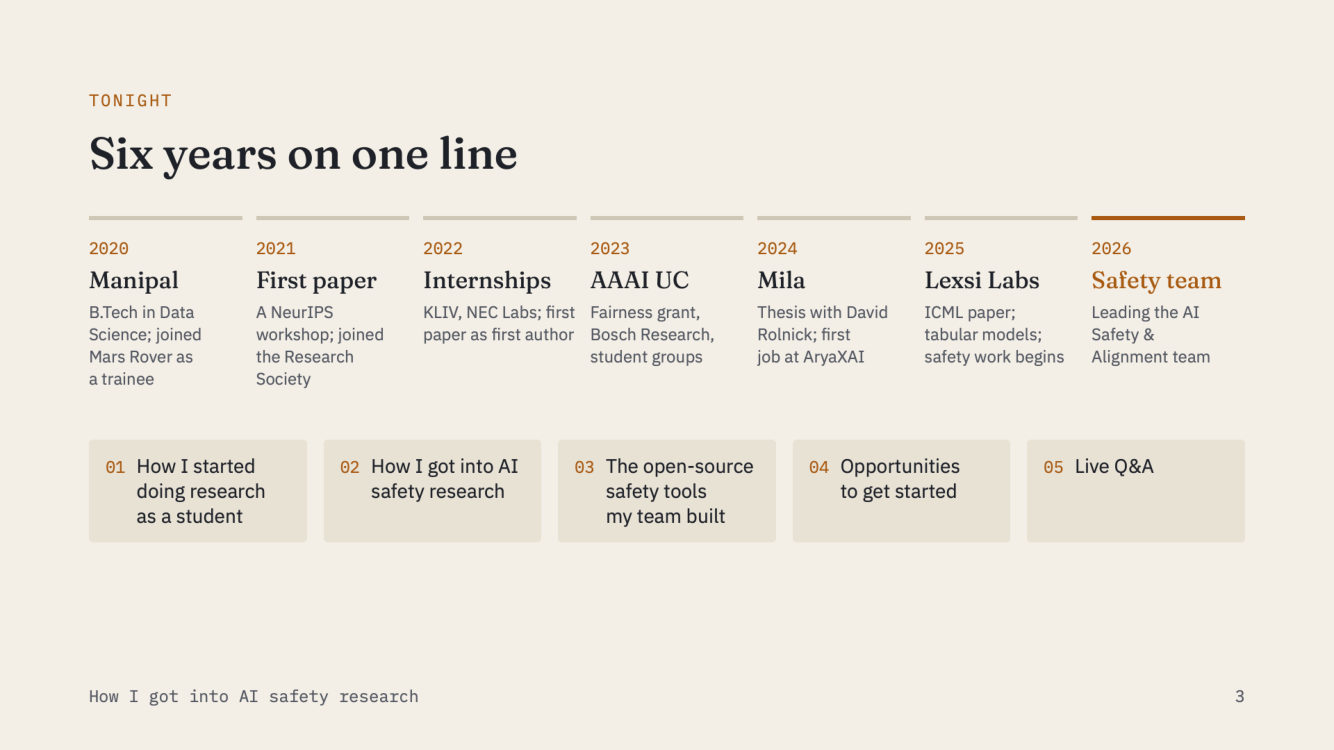 TONIGHT
Six years on one line
2020
Manipal
B.Tech in Data
Science; joined
Mars Rover as
a trainee
2021
First paper
A NeurIPS
workshop; joined
the Research
Society
2022
Internships
KLIV, NEC Labs; first
paper as first author
2023
AAAI UC
Fairness grant,
Bosch Research,
student groups
2024
Mila
Thesis with David
Rolnick; first
job at AryaXAI
2025
Lexsi Labs
ICML paper;
tabular models;
safety work begins
2026
Safety team
Leading the AI
Safety &
Alignment team
01 How I started
doing research
as a student
02 How I got into AI
safety research
03 The open-source
safety tools
my team built
04 Opportunities
to get started
05 Live Q&A
How I got into AI safety research
3